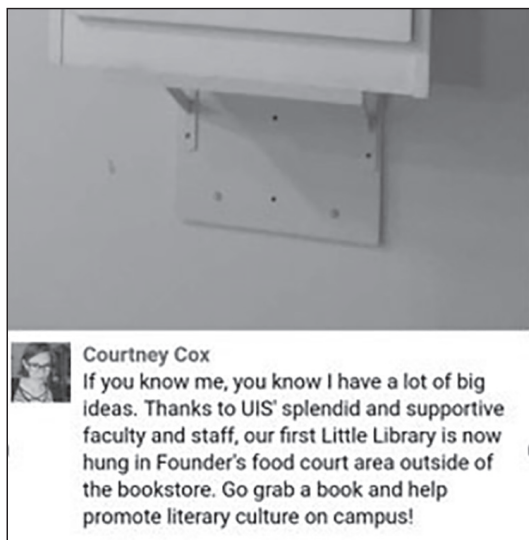 Courtney Cox
If you know me, you know I have a lot of big
ideas. Thanks to UIS' splendid and supportive
faculty and staff, our first Little Library is now
hung in Founder's food court area outside of
the bookstore. Go grab a book and help
promote literary culture on campus!